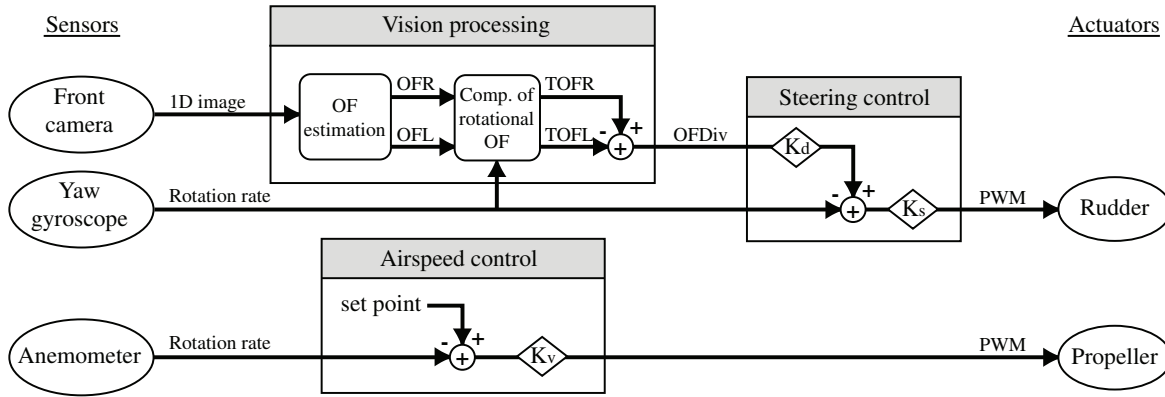 Sensors
Vision processing
Actuators
Front
camera
1D image
OF
estimation
OFR
OFL
Comp. of
rotational
OF
TOFR
TOFL
-
+
+
OFDiv
Steering control
Kd
-
+
+
Ks
Yaw
gyroscope
Rotation rate
PWM
Rudder
Airspeed control
set point
Anemometer
Rotation rate
-
+
+
Kv
PWM
Propeller